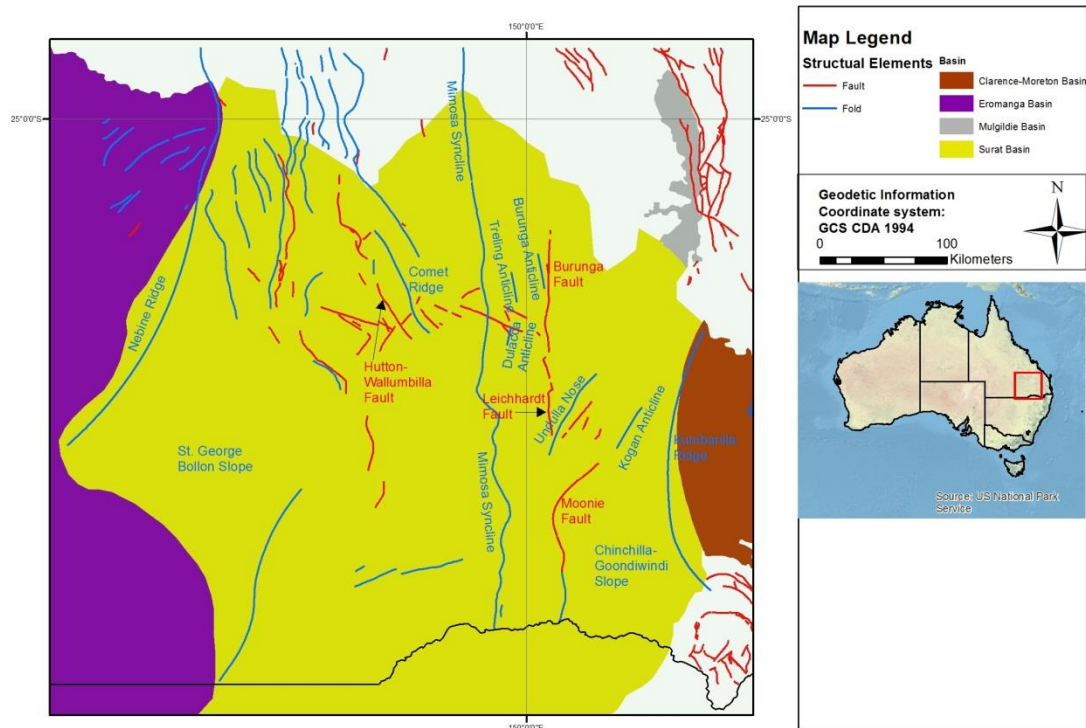 150°0'0"E
25°0'0"S
25°0'0"S
Mimosa Syncline
Burunga Anticline
Treling Anticline
Burunga
Fault
Comet
Ridge
Nebine Ridge
Dulacca
Anticline
Hutton-
Wallumbilla
Fault
Leichhardt
Fault
Undulla Nose
Kogan Anticline
Kumbarilla
Ridge
St. George
Bollon Slope
Mimosa Syncline
Moonie
Fault
Chinchilla-
Goondiwindi
Slope
150°0'0"E
Map Legend
Structual Elements
Fault
Fold
Basin
Clarence-Moreton Basin
Eromanga Basin
Mulgildie Basin
Surat Basin
Geodetic Information
Coordinate system:
GCS CDA 1994
0 100
Kilometers
N
Source: US National Park
Service